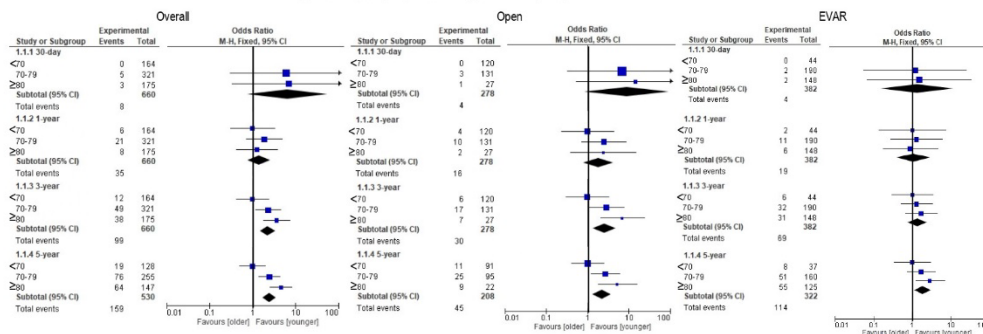 Overall
Experimental Odds Ratio
Study or Subgroup Events Total M-H, Fixed, 95% CI
1.1.1 30-day
<70 0 164
70-79 5 321
≥80 3 175
Subtotal (95% CI) 660
Total events 8
1.1.2 1-year
<70 6 164
70-79 21 321
≥80 8 175
Subtotal (95% CI) 660
Total events 35
1.1.3 3-year
<70 12 164
70-79 49 321
≥80 38 175
Subtotal (95% CI) 660
Total events 99
1.1.4 5-year
<70 19 128
70-79 76 255
≥80 64 147
Subtotal (95% CI) 530
Total events 159
0.01 0.1 1 10 100
Favours [older] Favours [younger]
Open
Experimental Odds Ratio
Study or Subgroup Events Total M-H, Fixed, 95% CI
1.1.1 30-day
<70 0 120
70-79 3 131
≥80 1 27
Subtotal (95% CI) 278
Total events 4
1.1.2 1-year
<70 4 120
70-79 10 131
≥80 2 27
Subtotal (95% CI) 278
Total events 16
1.1.3 3-year
<70 6 120
70-79 17 131
≥80 7 27
Subtotal (95% CI) 278
Total events 30
1.1.4 5-year
<70 11 91
70-79 25 95
≥80 9 22
Subtotal (95% CI) 208
Total events 45
0.01 0.1 1 10 100
Favours [older] Favours [younger]
EVAR
Experimental Odds Ratio
Study or Subgroup Events Total M-H, Fixed, 95% CI
1.1.1 30-day
<70 0 44
70-79 2 190
≥80 2 148
Subtotal (95% CI) 382
Total events 4
1.1.2 1-year
<70 2 44
70-79 11 190
≥80 6 148
Subtotal (95% CI) 382
Total events 19
1.1.3 3-year
<70 6 44
70-79 32 190
≥80 31 148
Subtotal (95% CI) 382
Total events 69
1.1.4 5-year
<70 8 37
70-79 51 160
≥80 55 125
Subtotal (95% CI) 322
Total events 114
0.01 0.1 1 10 100
Favours [older] Favours [younger]